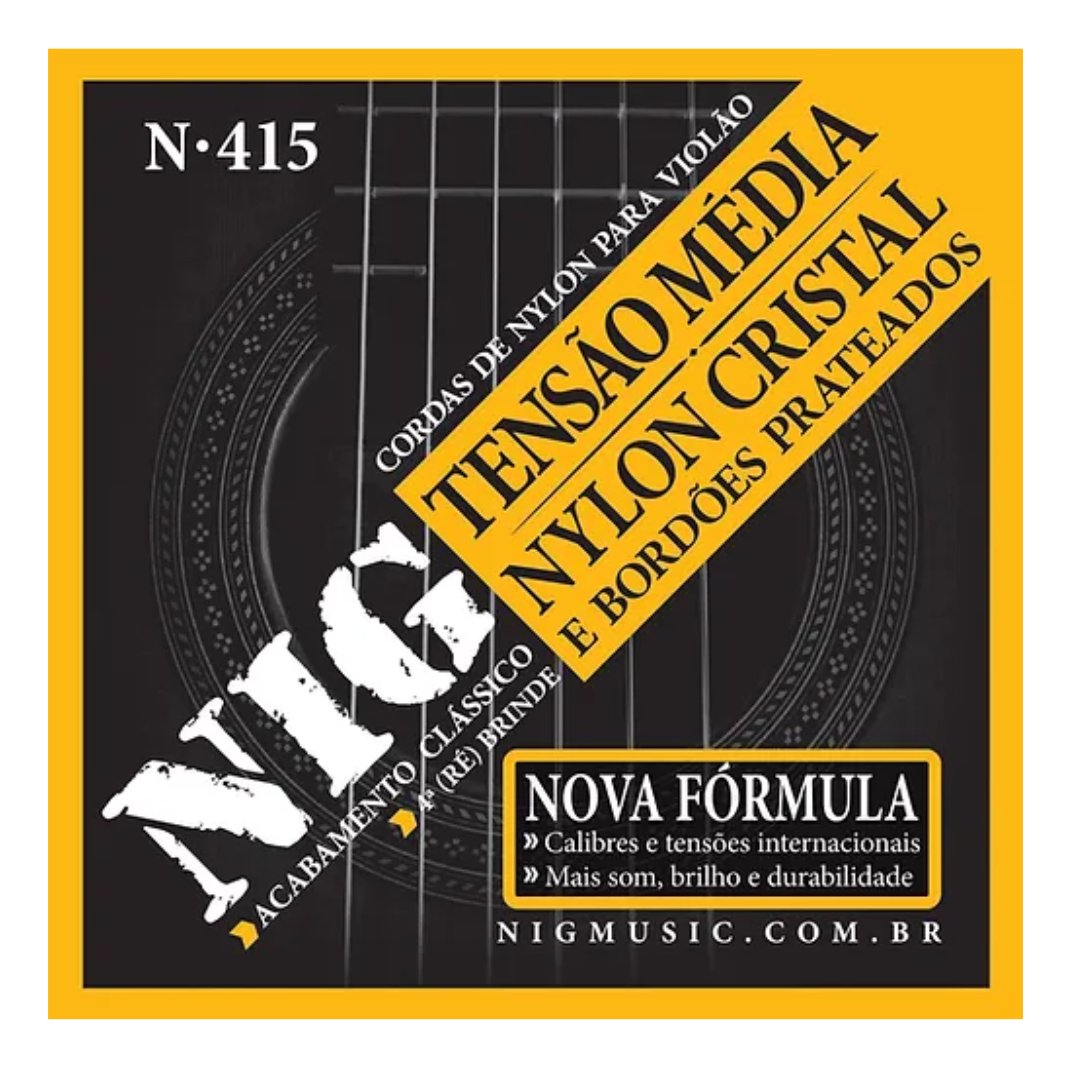 N·415
CORDAS DE NYLON PARA VIOLÃO
TENSÃO MÉDIA
NYLON CRISTAL
E BORDÕES PRATEADOS
NIG
ACABAMENTO CLÁSSICO
4ª (RÊ) BRINDE
NOVA FÓRMULA
» Calibres e tensões internacionais
» Mais som, brilho e durabilidade
NIGMUSIC.COM.BR